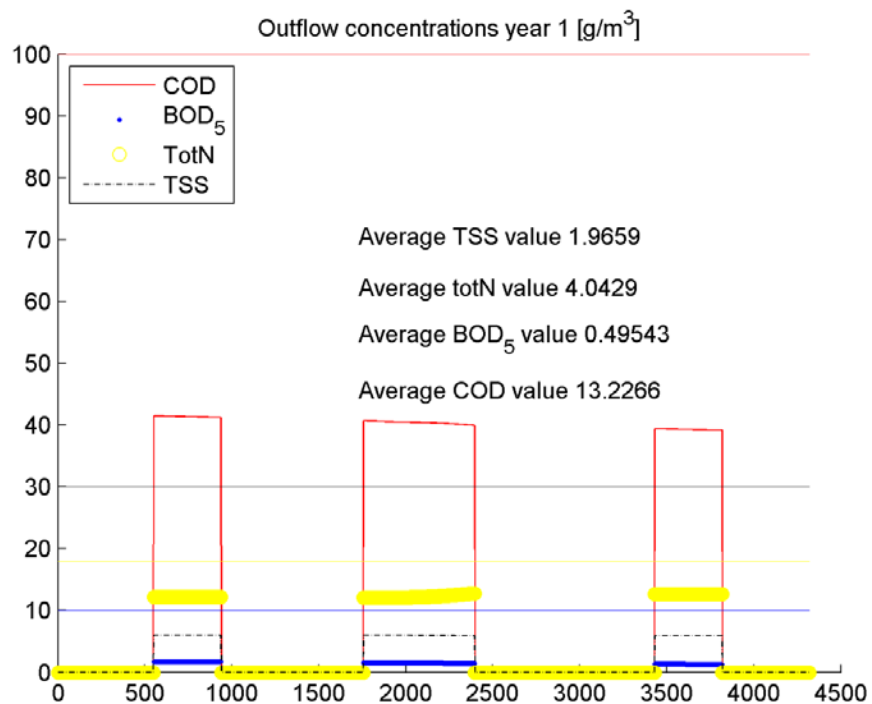 Outflow concentrations year 1 [g/m³]
100
90
80
70
60
50
40
30
20
10
0
COD
BOD₅
TotN
TSS
Average TSS value 1.9659
Average totN value 4.0429
Average BOD₅ value 0.49543
Average COD value 13.2266
0 500 1000 1500 2000 2500 3000 3500 4000 4500